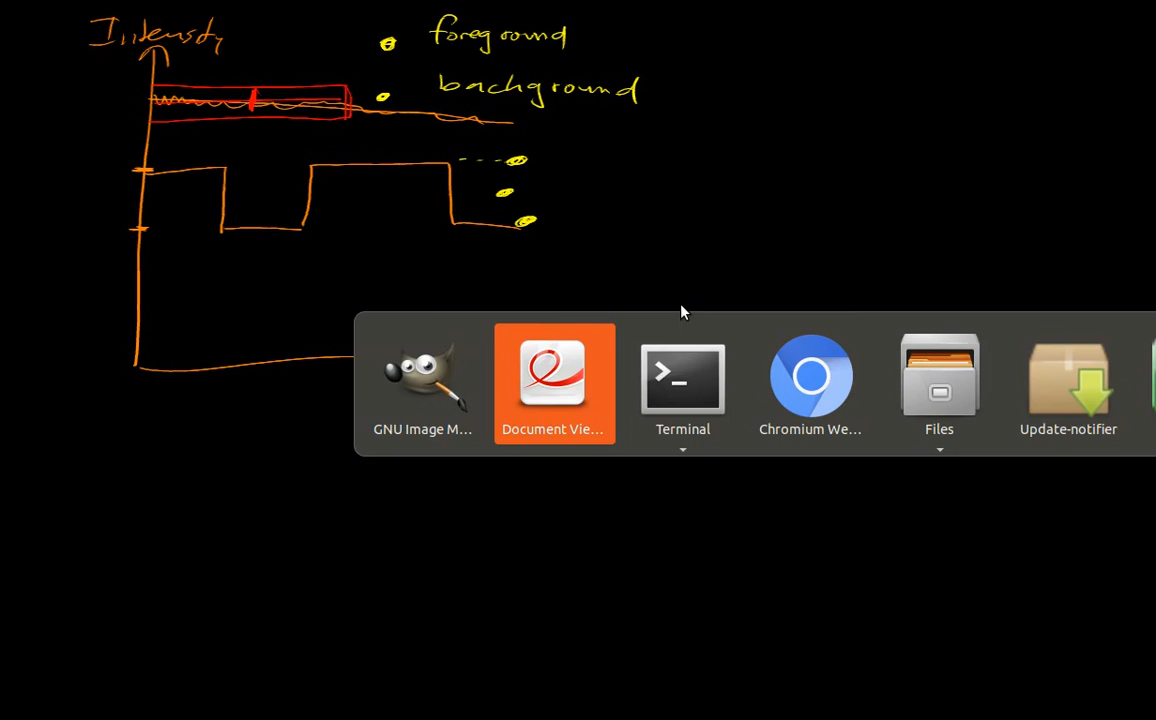 Intensity
foreground
background
GNU Image M...
Document Vie...
Terminal
Chromium We...
Files
Update-notifier